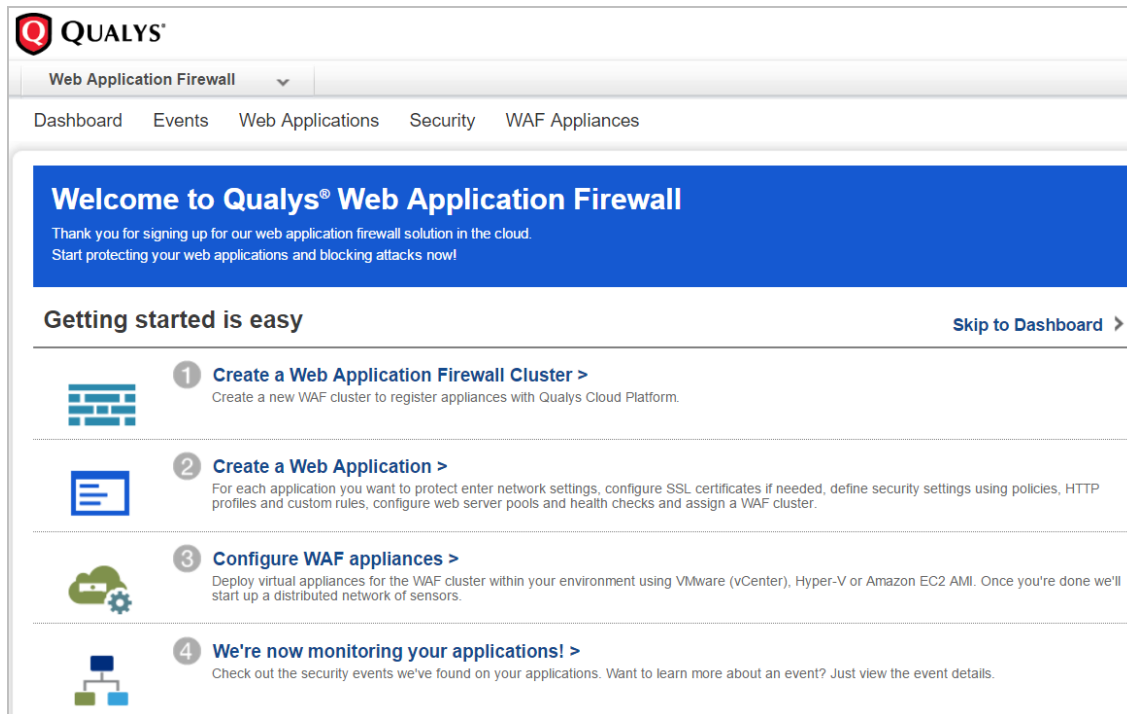 Q QUALYS®
Web Application Firewall
Dashboard Events Web Applications Security WAF Appliances
Welcome to Qualys® Web Application Firewall
Thank you for signing up for our web application firewall solution in the cloud.
Start protecting your web applications and blocking attacks now!
Getting started is easy
Skip to Dashboard >
1 Create a Web Application Firewall Cluster >
Create a new WAF cluster to register appliances with Qualys Cloud Platform.
2 Create a Web Application >
For each application you want to protect enter network settings, configure SSL certificates if needed, define security settings using policies, HTTP
profiles and custom rules, configure web server pools and health checks and assign a WAF cluster.
3 Configure WAF appliances >
Deploy virtual appliances for the WAF cluster within your environment using VMware (vCenter), Hyper-V or Amazon EC2 AMI. Once you're done we'll
start up a distributed network of sensors.
4 We're now monitoring your applications! >
Check out the security events we've found on your applications. Want to learn more about an event? Just view the event details.